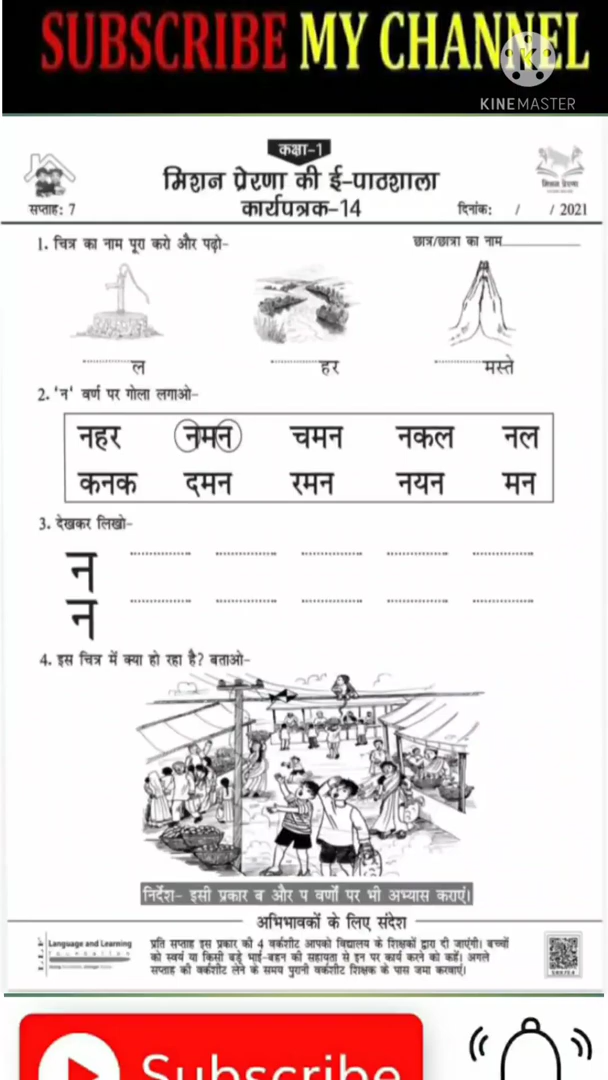 SUBSCRIBE MY CHANNEL
K
KINEMASTER
कक्षा-1
मिशन प्रेरणा की ई-पाठशाला
मिशन प्रेरणा
सप्ताह: 7
कार्यपत्रक-14
दिनांक: / / 2021
1. चित्र का नाम पूरा करो और पढ़ो-
छात्र/छात्रा का नाम
ल
हर
मस्ते
2. 'न' वर्ण पर गोला लगाओ-
नहर नमन चमन नकल नल
कनक दमन रमन नयन मन
3. देखकर लिखो-
न
न
4. इस चित्र में क्या हो रहा है? बताओ-
निर्देश- इसी प्रकार ब और प वर्णों पर भी अभ्यास कराएं।
अभिभावकों के लिए संदेश
LLF
Language and Learning
FOUNDATION
प्रति सप्ताह इस प्रकार की 4 वर्कशीट आपको विद्यालय के शिक्षकों द्वारा दी जाएंगी। बच्चों
को स्वयं या किसी बड़े भाई-बहन की सहायता से इन पर कार्य करने को कहें। अगले
सप्ताह की वर्कशीट लेने के समय पुरानी वर्कशीट शिक्षक के पास जमा करवाएं।
Subscribe